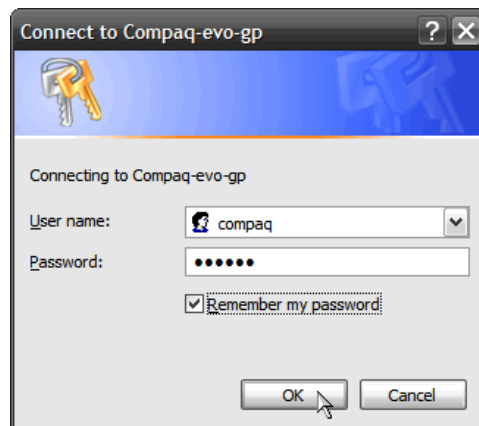 Connect to Compaq-evo-gp
Connecting to Compaq-evo-gp
User name: compaq
Password: ••••••
Remember my password
OK Cancel